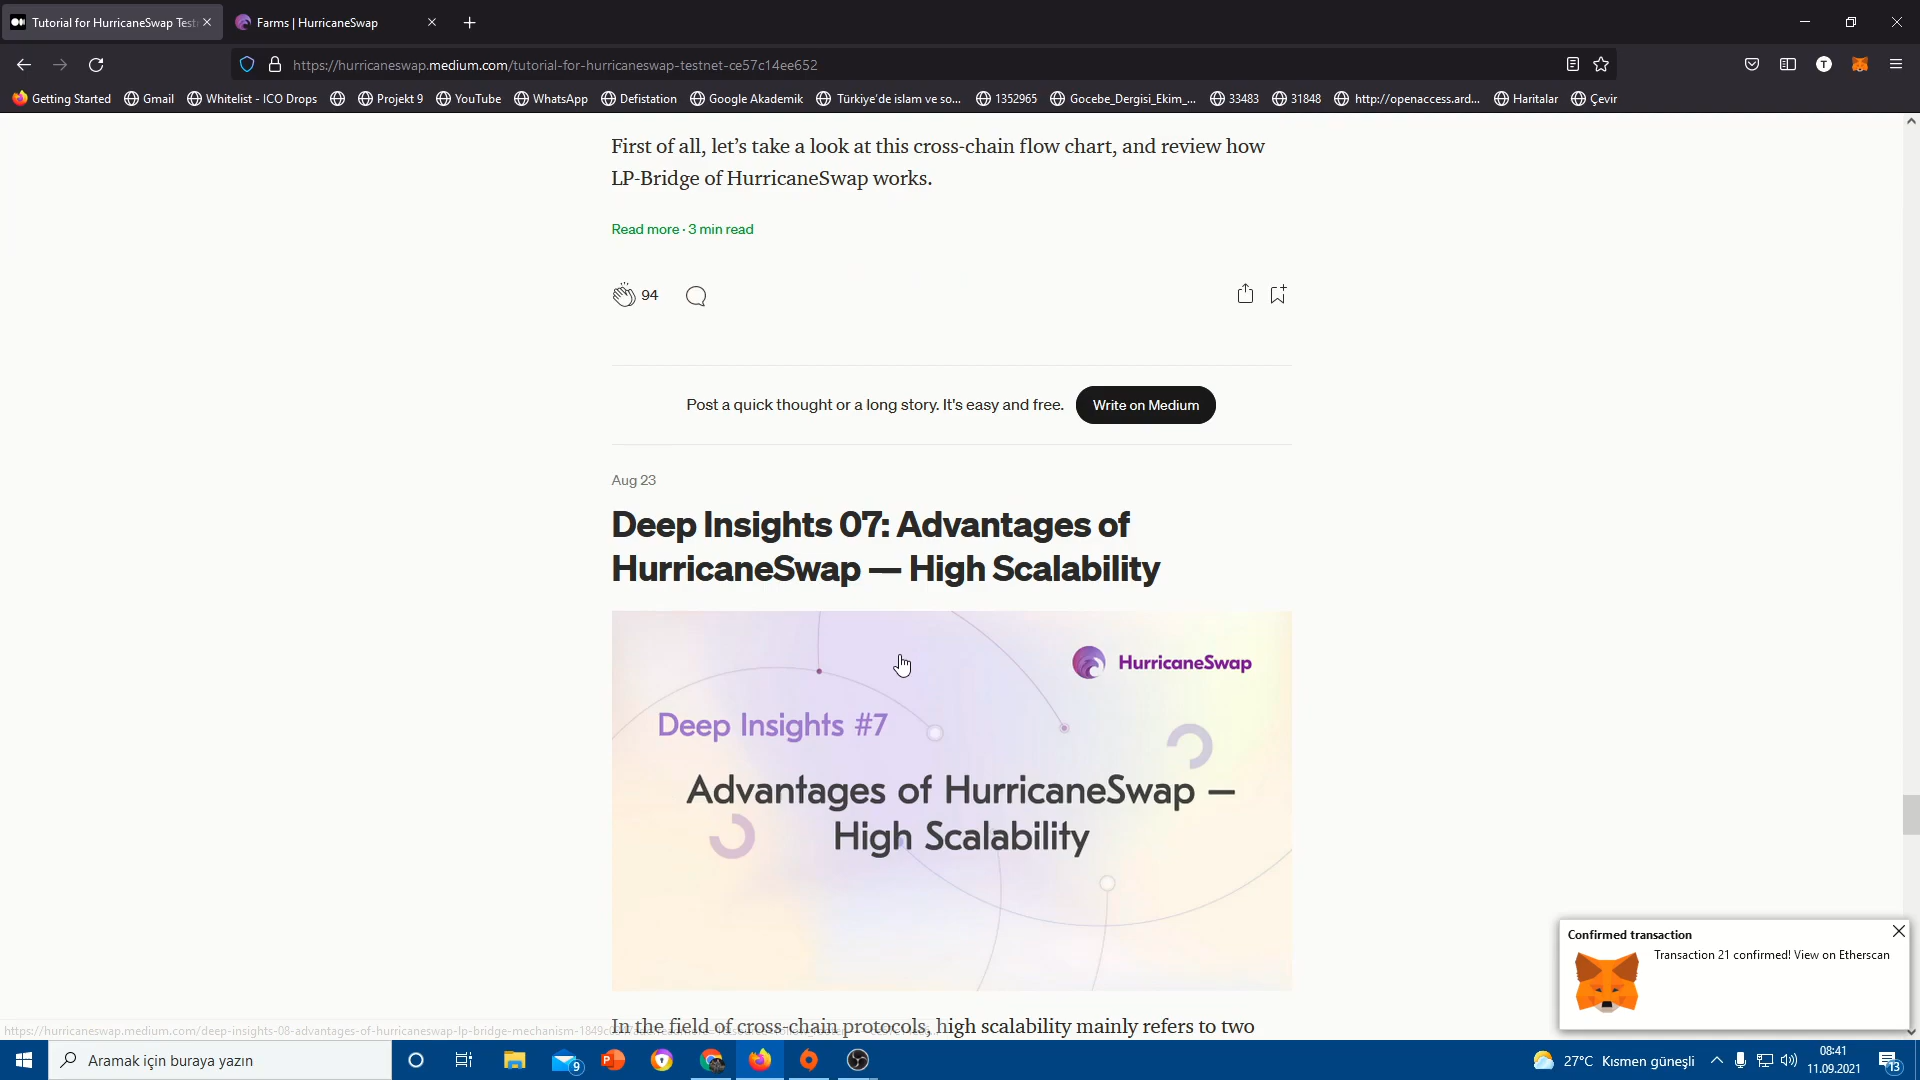 Tutorial for HurricaneSwap Testn
Farms | HurricaneSwap
https://hurricaneswap.medium.com/tutorial-for-hurricaneswap-testnet-ce57c14ee652
T
Getting Started
Gmail
Whitelist - ICO Drops
Projekt 9
YouTube
WhatsApp
Defistation
Google Akademik
Türkiye'de islam ve so...
1352965
Gocebe_Dergisi_Ekim_...
33483
31848
http://openaccess.ard...
Haritalar
Çevir
First of all, let’s take a look at this cross-chain flow chart, and review how
LP-Bridge of HurricaneSwap works.
Read more · 3 min read
94
Post a quick thought or a long story. It's easy and free.
Write on Medium
Aug 23
Deep Insights 07: Advantages of
HurricaneSwap — High Scalability
HurricaneSwap
Deep Insights #7
Advantages of HurricaneSwap —
High Scalability
Confirmed transaction
Transaction 21 confirmed! View on Etherscan
In the field of cross-chain protocols, high scalability mainly refers to two
Aramak için buraya yazın
9
27°C Kısmen güneşli
08:41
11.09.2021
13